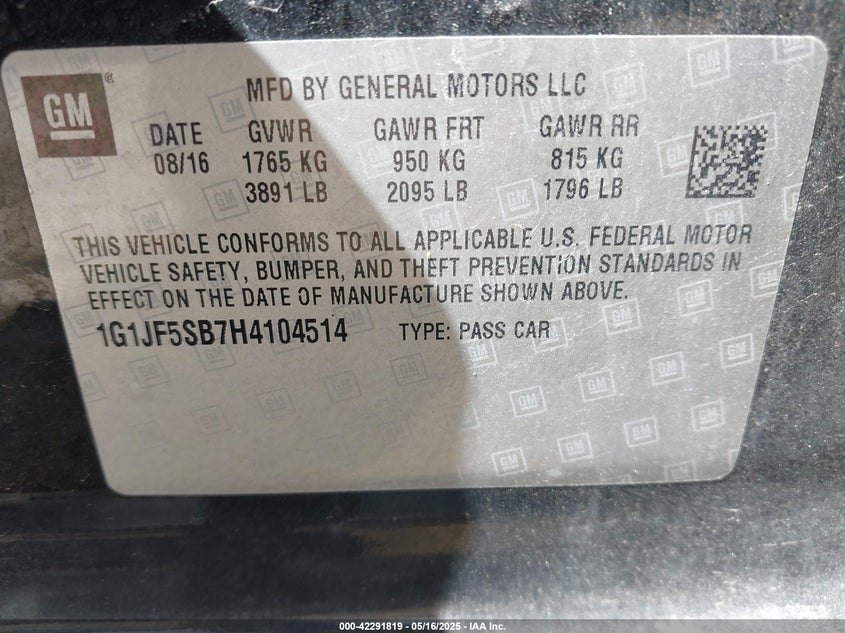 GM ®
MFD BY GENERAL MOTORS LLC
DATE GVWR GAWR FRT GAWR RR
08/16 1765 KG 950 KG 815 KG
3891 LB 2095 LB 1796 LB
THIS VEHICLE CONFORMS TO ALL APPLICABLE U.S. FEDERAL MOTOR
VEHICLE SAFETY, BUMPER, AND THEFT PREVENTION STANDARDS IN
EFFECT ON THE DATE OF MANUFACTURE SHOWN ABOVE.
1G1JF5SB7H4104514 TYPE: PASS CAR
000-42291819 - 05/16/2025 - IAA Inc.